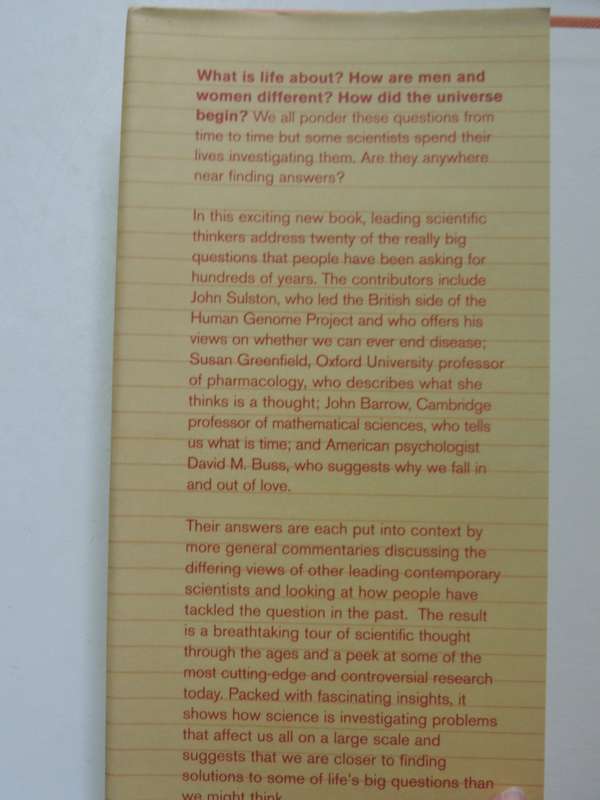 What is life about? How are men and
women different? How did the universe
begin? We all ponder these questions from
time to time but some scientists spend their
lives investigating them. Are they anywhere
near finding answers?
In this exciting new book, leading scientific
thinkers address twenty of the really big
questions that people have been asking for
hundreds of years. The contributors include
John Sulston, who led the British side of the
Human Genome Project and who offers his
views on whether we can ever end disease;
Susan Greenfield, Oxford University professor
of pharmacology, who describes what she
thinks is a thought; John Barrow, Cambridge
professor of mathematical sciences, who tells
us what is time; and American psychologist
David M. Buss, who suggests why we fall in
and out of love.
Their answers are each put into context by
more general commentaries discussing the
differing views of other leading contemporary
scientists and looking at how people have
tackled the question in the past. The result
is a breathtaking tour of scientific thought
through the ages and a peek at some of the
most cutting-edge and controversial research
today. Packed with fascinating insights, it
shows how science is investigating problems
that affect us all on a large scale and
suggests that we are closer to finding
solutions to some of life's big questions than
we might think.